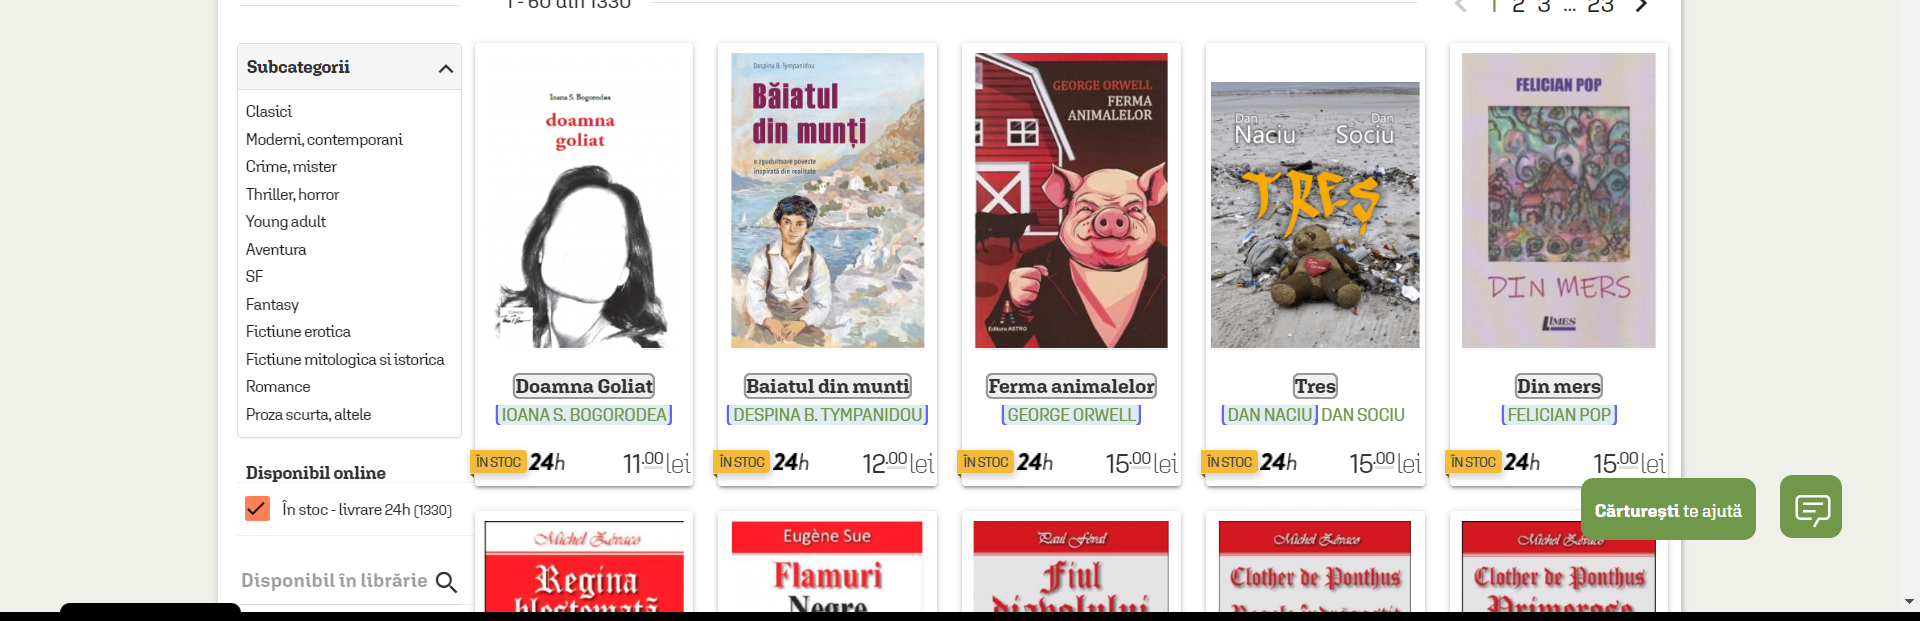 1 - 60 din 1330
1 2 3 ... 23
Subcategorii
Clasici
Moderni, contemporani
Crime, mister
Thriller, horror
Young adult
Aventura
SF
Fantasy
Fictiune erotica
Fictiune mitologica si istorica
Romance
Proza scurta, altele
Disponibil online
În stoc - livrare 24h (1330)
Disponibil în librărie
Ioana S. Bogorodea
doamna
goliat
Doamna Goliat
IOANA S. BOGORODEA
ÎN STOC 24h 11.00 lei
Despina B. Tympanidou
Băiatul
din munți
o zguduitoare poveste
inspirată din realitate
Baiatul din munti
DESPINA B. TYMPANIDOU
ÎN STOC 24h 12.00 lei
GEORGE ORWELL
FERMA
ANIMALELOR
Editura ASTRO
Ferma animalelor
GEORGE ORWELL
ÎN STOC 24h 15.00 lei
Dan Dan
Naciu Sociu
TREȘ
Tres
DAN NACIU DAN SOCIU
ÎN STOC 24h 15.00 lei
FELICIAN POP
DIN MERS
LIMES
Din mers
FELICIAN POP
ÎN STOC 24h 15.00 lei
Michel Zévaco
Regina
blestemată
Eugène Sue
Flamuri
Negre
Paul Féval
Fiul
diavolului
Michel Zévaco
Clother de Ponthus
Regele îndrăgostit
Michel Zévaco
Clother de Ponthus
Primerose
Cărturești te ajută